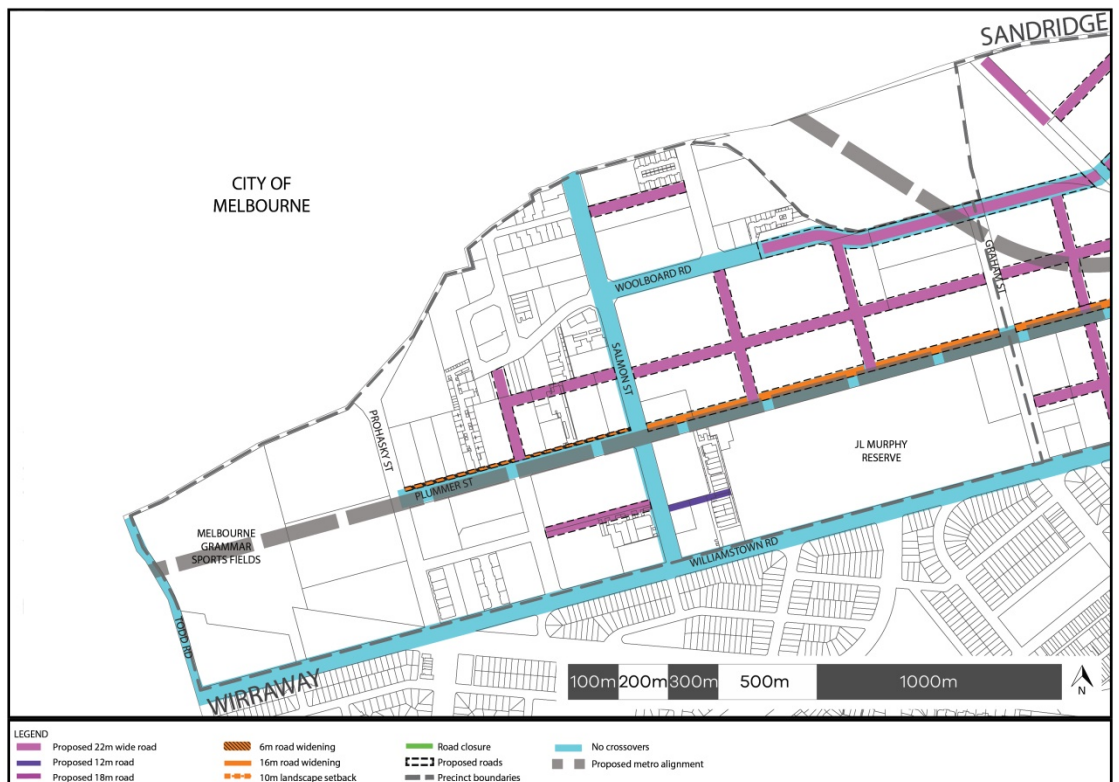 SANDRIDGE
CITY OF
MELBOURNE
WOOLBOARD RD
GRAHAM ST
SALMON ST
PROHASKY ST
JL MURPHY
RESERVE
PLUMMER ST
MELBOURNE
GRAMMAR
SPORTS FIELDS
WILLIAMSTOWN RD
TODD RD
WIRRAWAY
100m 200m 300m 500m 1000m
N
LEGEND
Proposed 22m wide road
Proposed 12m road
Proposed 18m road
6m road widening
16m road widening
10m landscape setback
Road closure
Proposed roads
Precinct boundaries
No crossovers
Proposed metro alignment